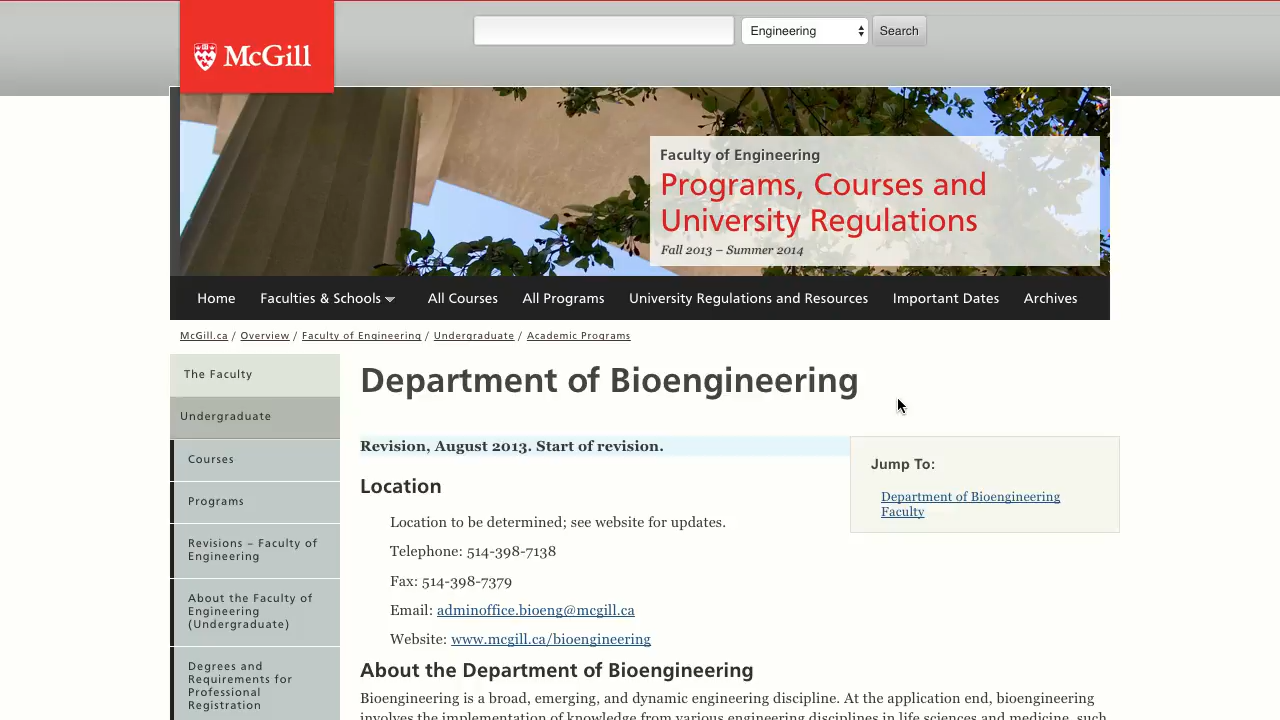 McGill
Engineering
Search
Faculty of Engineering
Programs, Courses and
University Regulations
Fall 2013 – Summer 2014
Home
Faculties & Schools
All Courses
All Programs
University Regulations and Resources
Important Dates
Archives
McGill.ca / Overview / Faculty of Engineering / Undergraduate / Academic Programs
The Faculty
Undergraduate
Courses
Programs
Revisions – Faculty of
Engineering
About the Faculty of
Engineering
(Undergraduate)
Degrees and
Requirements for
Professional
Registration
Department of Bioengineering
Revision, August 2013. Start of revision.
Location
Location to be determined; see website for updates.
Telephone: 514-398-7138
Fax: 514-398-7379
Email: adminoffice.bioeng@mcgill.ca
Website: www.mcgill.ca/bioengineering
About the Department of Bioengineering
Bioengineering is a broad, emerging, and dynamic engineering discipline. At the application end, bioengineering
involves the implementation of knowledge from various engineering disciplines in life sciences and medicine, such
Jump To:
Department of Bioengineering
Faculty